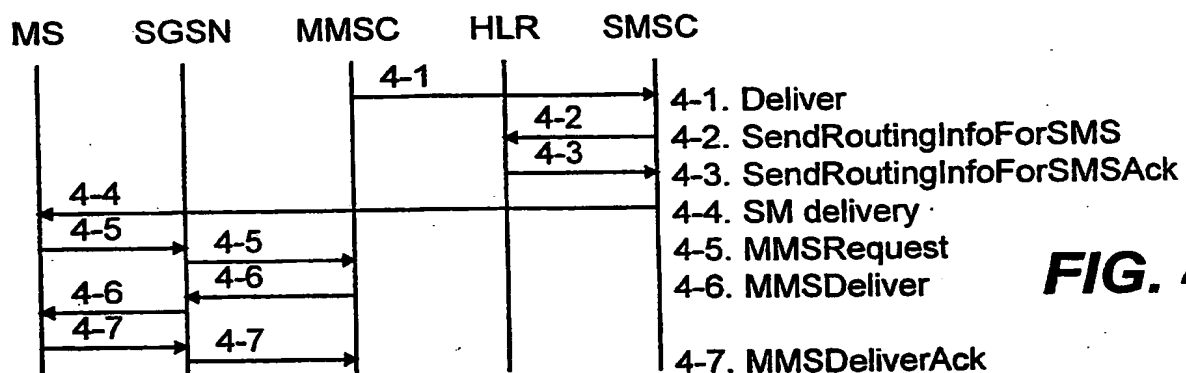 MS SGSN MMSC HLR SMSC
4-1
4-1. Deliver
4-2
4-2. SendRoutingInfoForSMS
4-3
4-3. SendRoutingInfoForSMSAck
4-4
4-4. SM delivery
4-5
4-5
4-5. MMSRequest
4-6
4-6
4-6. MMSDeliver
FIG. 4
4-7
4-7
4-7. MMSDeliverAck